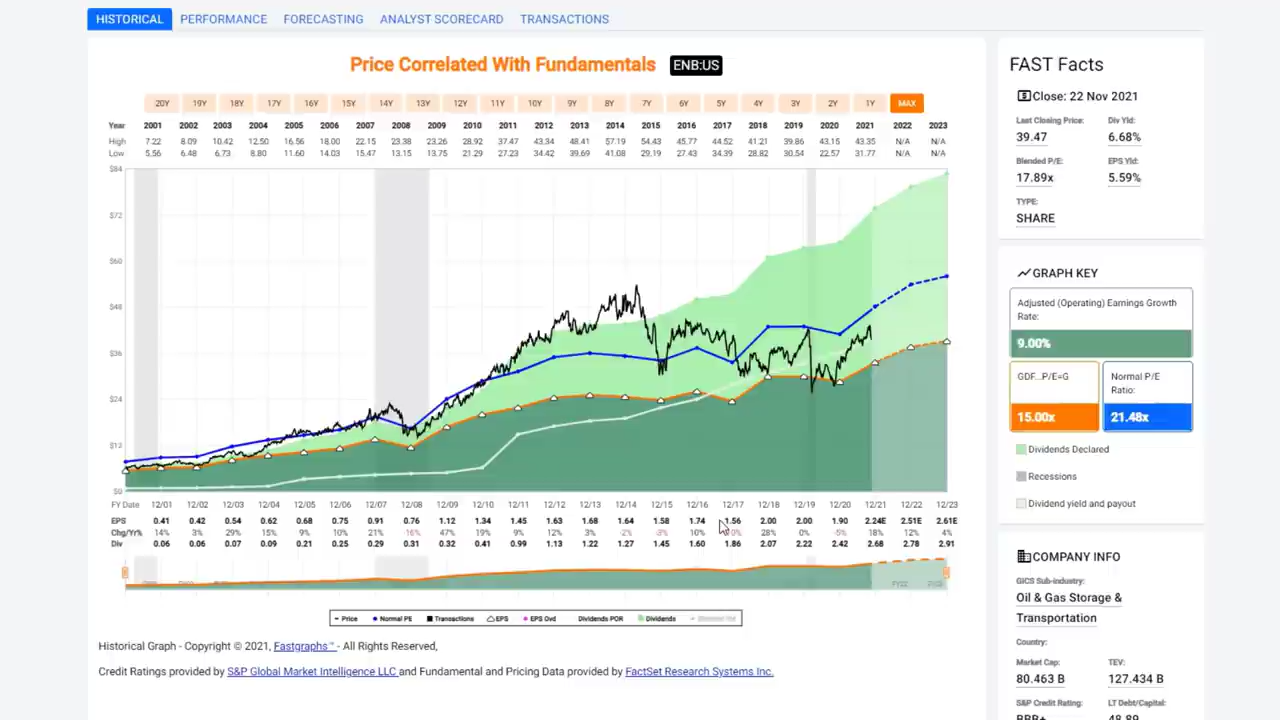 HISTORICAL PERFORMANCE FORECASTING ANALYST SCORECARD TRANSACTIONS
Price Correlated With Fundamentals ENB:US
20Y 19Y 18Y 17Y 16Y 15Y 14Y 13Y 12Y 11Y 10Y 9Y 8Y 7Y 6Y 5Y 4Y 3Y 2Y 1Y MAX
Year 2001 2002 2003 2004 2005 2006 2007 2008 2009 2010 2011 2012 2013 2014 2015 2016 2017 2018 2019 2020 2021 2022 2023
High 7.22 8.09 10.42 12.50 16.56 18.00 22.15 23.38 23.26 28.92 37.47 43.34 48.41 57.19 54.43 45.77 44.52 41.21 39.86 43.15 43.35 N/A N/A
Low 5.56 6.48 6.73 8.80 11.60 14.03 15.47 13.15 13.75 21.29 27.23 34.42 39.69 41.08 29.19 27.43 34.39 28.82 30.54 22.57 31.77 N/A N/A
$84
$72
$60
$48
$36
$24
$12
$0
FY Date 12/01 12/02 12/03 12/04 12/05 12/06 12/07 12/08 12/09 12/10 12/11 12/12 12/13 12/14 12/15 12/16 12/17 12/18 12/19 12/20 12/21 12/22 12/23
EPS 0.41 0.42 0.54 0.62 0.68 0.75 0.91 0.76 1.12 1.34 1.45 1.63 1.68 1.64 1.58 1.74 1.56 2.00 2.00 1.90 2.24E 2.51E 2.61E
Chg/Yr% 14% 3% 29% 15% 9% 10% 21% -16% 47% 19% 9% 12% 3% -2% -3% 10% 28% 0% -5% 18% 12% 4%
Div 0.06 0.06 0.07 0.09 0.21 0.25 0.29 0.31 0.32 0.41 0.99 1.13 1.22 1.27 1.45 1.60 1.86 2.07 2.22 2.42 2.68 2.78 2.91
Price Normal PE Transactions EPS EPS Ovd Dividends POR Dividends Dividend Yld
Historical Graph - Copyright © 2021, Fastgraphs™ - All Rights Reserved,
Credit Ratings provided by S&P Global Market Intelligence LLC and Fundamental and Pricing Data provided by FactSet Research Systems Inc.
FAST Facts
Close: 22 Nov 2021
Last Closing Price: Div Yld:
39.47 6.68%
Blended P/E: EPS Yld:
17.89x 5.59%
TYPE:
SHARE
GRAPH KEY
Adjusted (Operating) Earnings Growth
Rate:
9.00%
GDF...P/E=G Normal P/E
Ratio:
15.00x 21.48x
Dividends Declared
Recessions
Dividend yield and payout
COMPANY INFO
GICS Sub-industry:
Oil & Gas Storage &
Transportation
Country:
Market Cap: TEV:
80.463 B 127.434 B
S&P Credit Rating: LT Debt/Capital:
BBB+ 48.89